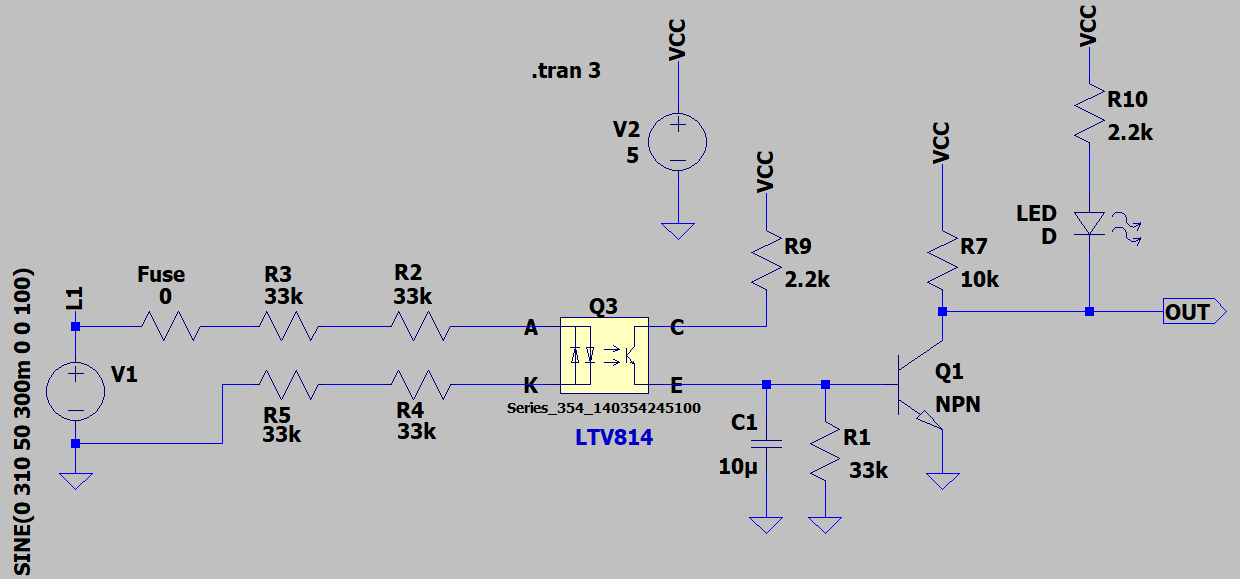 VCC
VCC
.tran 3
R10
2.2k
V2
5
VCC
VCC
LED
D
R9
2.2k
R7
10k
SINE(0 310 50 300m 0 0 100)
L1
Fuse
0
R3
33k
R2
33k
Q3
A
C
OUT
V1
K
E
Q1
NPN
R5
33k
R4
33k
Series_354_140354245100
LTV814
C1
10µ
R1
33k